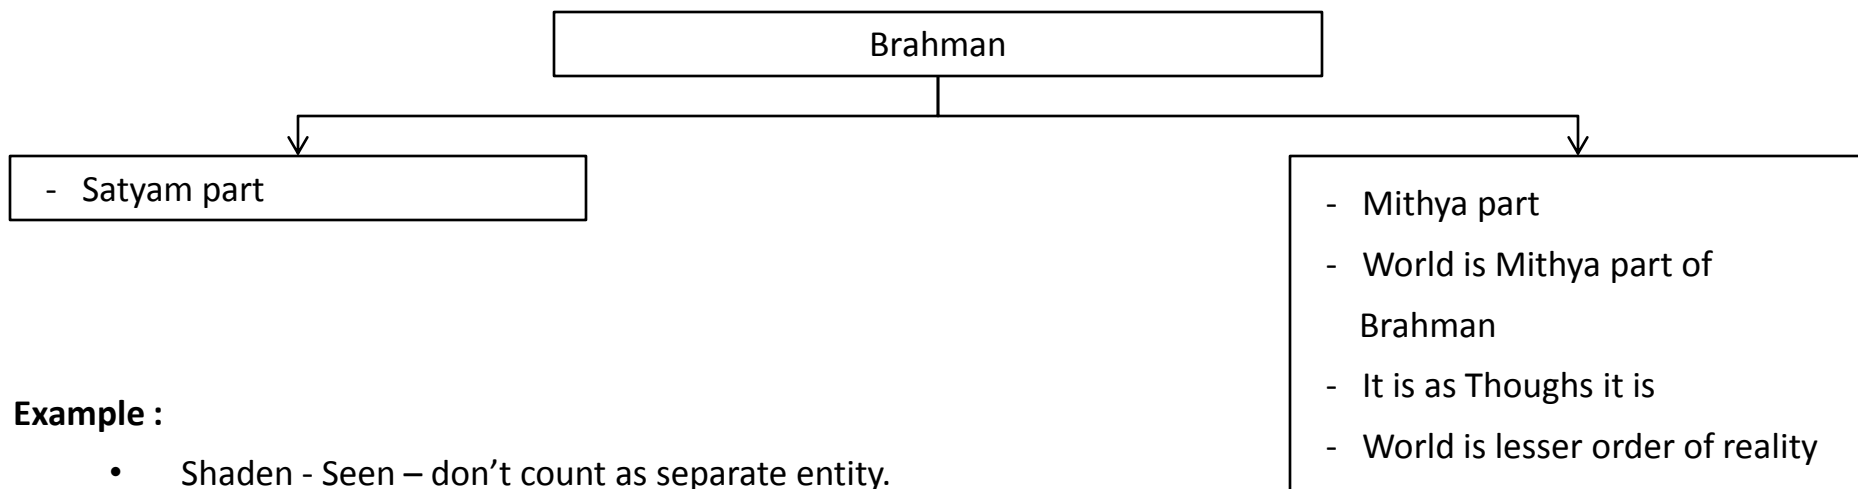 Brahman
- Satyam part
- Mithya part
- World is Mithya part of
Brahman
- It is as Thoughs it is
- World is lesser order of reality
Example :
• Shaden - Seen – don’t count as separate entity.